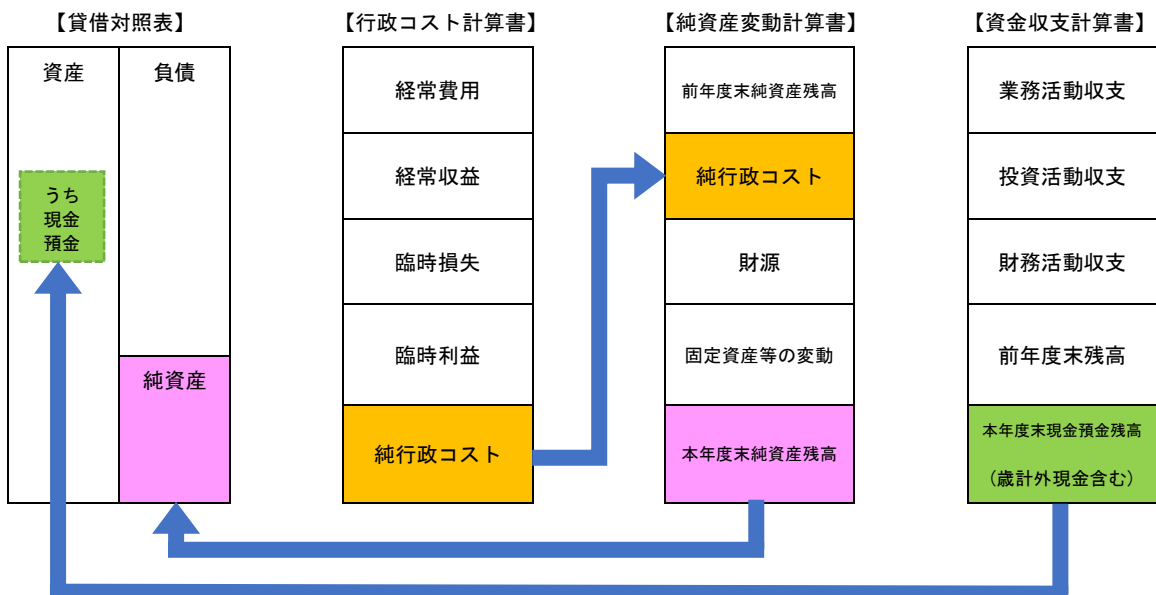 【貸借対照表】
資産
負債
うち
現金
預金
純資産
【行政コスト計算書】
経常費用
経常収益
臨時損失
臨時利益
純行政コスト
【純資産変動計算書】
前年度末純資産残高
純行政コスト
財源
固定資産等の変動
本年度末純資産残高
【資金収支計算書】
業務活動収支
投資活動収支
財務活動収支
前年度末残高
本年度末現金預金残高
（歳計外現金含む）